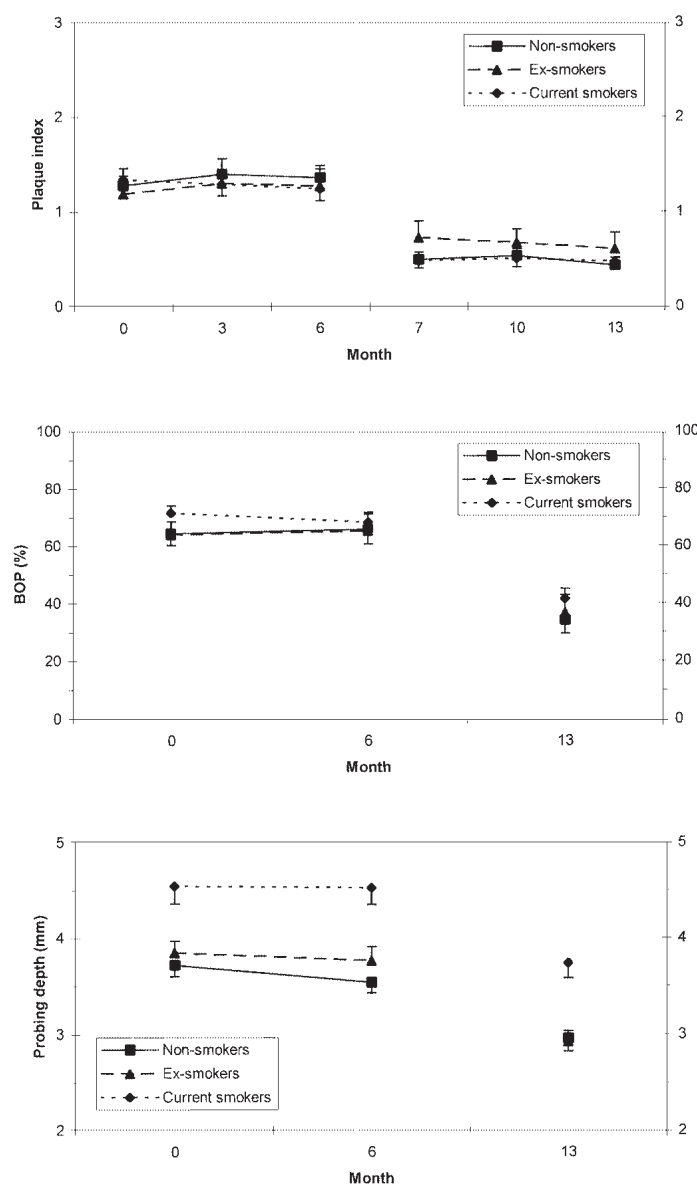 3 3
Non-smokers
Ex-smokers
Current smokers
2 2
Plaque index
1 1
0 0
0 3 6 7 10 13
Month
100 100
Non-smokers
Ex-smokers
Current smokers
80 80
60 60
BOP (%)
40 40
20 20
0 0
0 6 13
Month
5 5
4 4
Probing depth (mm)
3 3
Non-smokers
Ex-smokers
Current smokers
2 2
0 6 13
Month